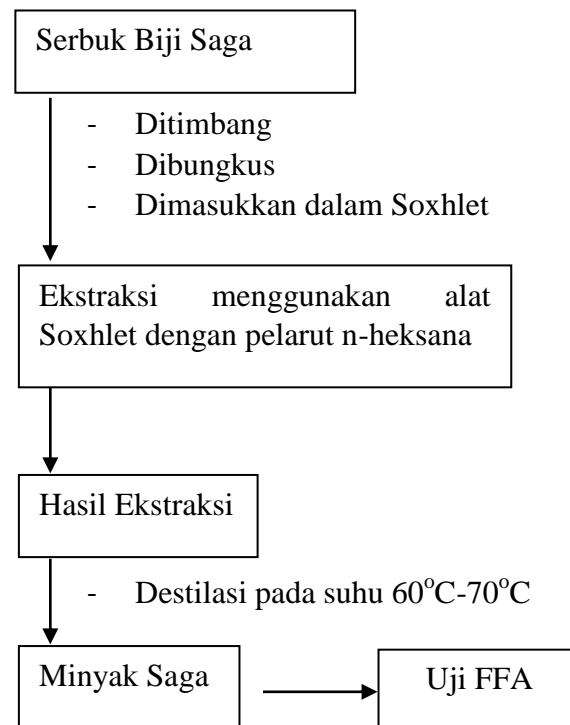 Serbuk Biji Saga
- Ditimbang
- Dibungkus
- Dimasukkan dalam Soxhlet
Ekstraksi menggunakan alat
Soxhlet dengan pelarut n-heksana
Hasil Ekstraksi
- Destilasi pada suhu 60°C-70°C
Minyak Saga
Uji FFA